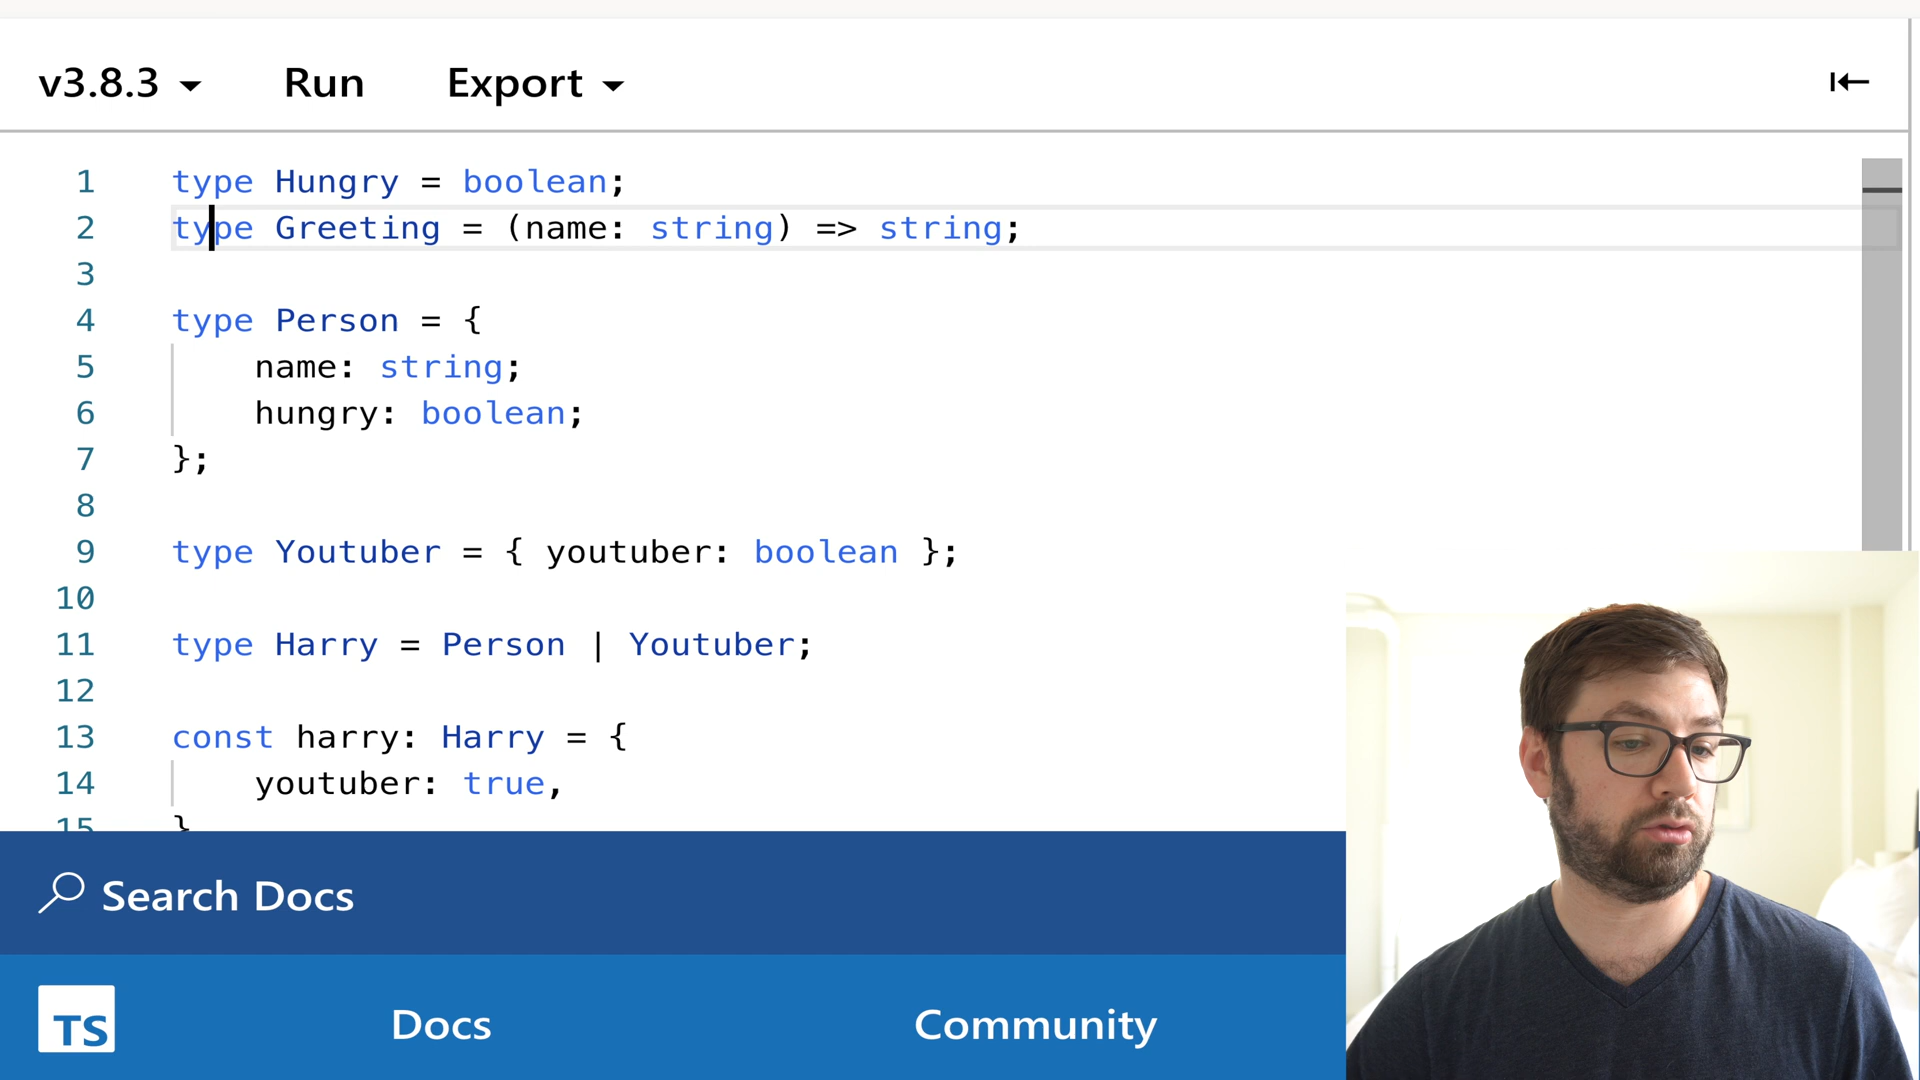 v3.8.3 Run Export
1 type Hungry = boolean;
2 type Greeting = (name: string) => string;
3
4 type Person = {
5 name: string;
6 hungry: boolean;
7 };
8
9 type Youtuber = { youtuber: boolean };
10
11 type Harry = Person | Youtuber;
12
13 const harry: Harry = {
14 youtuber: true,
15 }
Search Docs
TS Docs Community